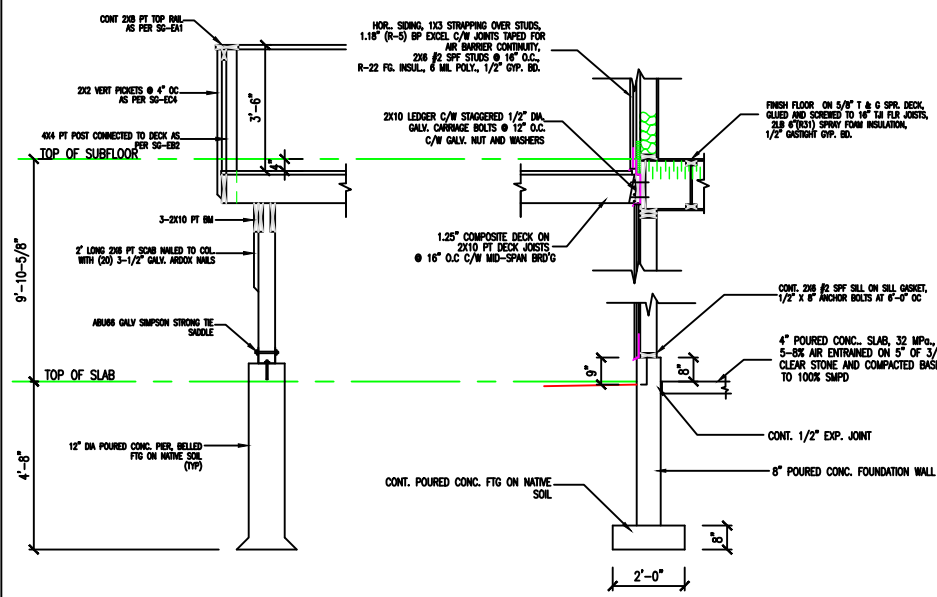 CONT 2X8 PT TOP RAIL
AS PER SG-EA1
2X2 VERT PICKETS @ 4" OC
AS PER SG-EC4
4X4 PT POST CONNECTED TO DECK AS
PER SG-EB2
TOP OF SUBFLOOR
3'-6"
4"
3-2X10 PT BM
2' LONG 2X6 PT SCAB NAILED TO COL
WITH (20) 3-1/2" GALV. ARDOX NAILS
9'-10-5/8"
ABU66 GALV SIMPSON STRONG TIE
SADDLE
TOP OF SLAB
12" DIA POURED CONC. PIER, BELLED
FTG ON NATIVE SOIL
(TYP)
4'-8"
HOR.. SIDING, 1X3 STRAPPING OVER STUDS,
1.18" (R-5) BP EXCEL C/W JOINTS TAPED FOR
AIR BARRIER CONTINUITY,
2X6 #2 SPF STUDS @ 16" O.C.,
R-22 FG. INSUL., 6 MIL POLY., 1/2" GYP. BD.
2X10 LEDGER C/W STAGGERED 1/2" DIA.
GALV. CARRIAGE BOLTS @ 12" O.C.
C/W GALV. NUT AND WASHERS
1.25" COMPOSITE DECK ON
2X10 PT DECK JOISTS
@ 16" O.C C/W MID-SPAN BRD'G
FINISH FLOOR ON 5/8" T & G SPR. DECK,
GLUED AND SCREWED TO 16" TJI FLR JOISTS,
2LB 6"(R31) SPRAY FOAM INSULATION,
1/2" GASTIGHT GYP. BD.
CONT. 2X6 #2 SPF SILL ON SILL GASKET,
1/2" X 8" ANCHOR BOLTS AT 6'-0" OC
4" POURED CONC.. SLAB, 32 MPa.,
5-8% AIR ENTRAINED ON 5" OF 3/
CLEAR STONE AND COMPACTED BASE
TO 100% SMPD
9"
8"
CONT. 1/2" EXP. JOINT
8" POURED CONC. FOUNDATION WALL
CONT. POURED CONC. FTG ON NATIVE
SOIL
8"
2'-0"